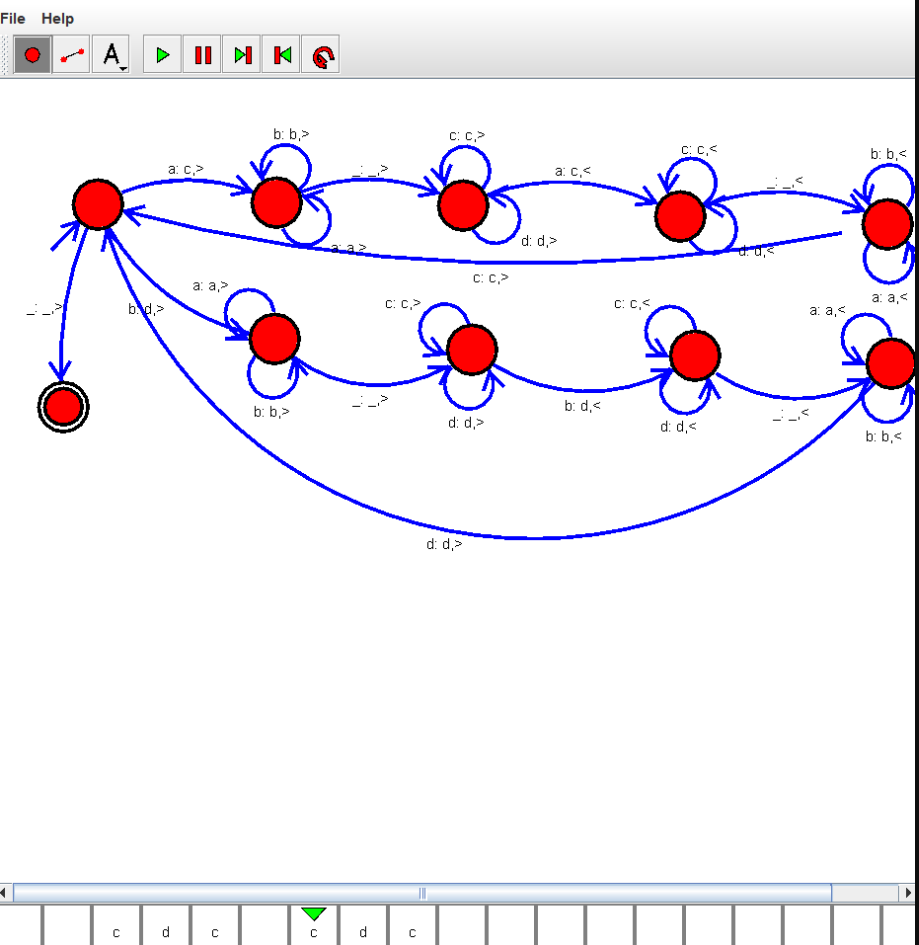 File Help
A
b: b,>
c: c,>
c: c,<
b: b,<
a: c,>
_: _,>
a: c,<
_: _,<
a: a,>
d: d,>
d: d,<
c: c,>
a: a,<
_: _,>
b: d,>
a: a,>
c: c,>
c: c,<
a: a,<
b: b,>
_: _,>
d: d,>
b: d,<
d: d,<
_: _,<
b: b,<
d: d,>
c d c c d c